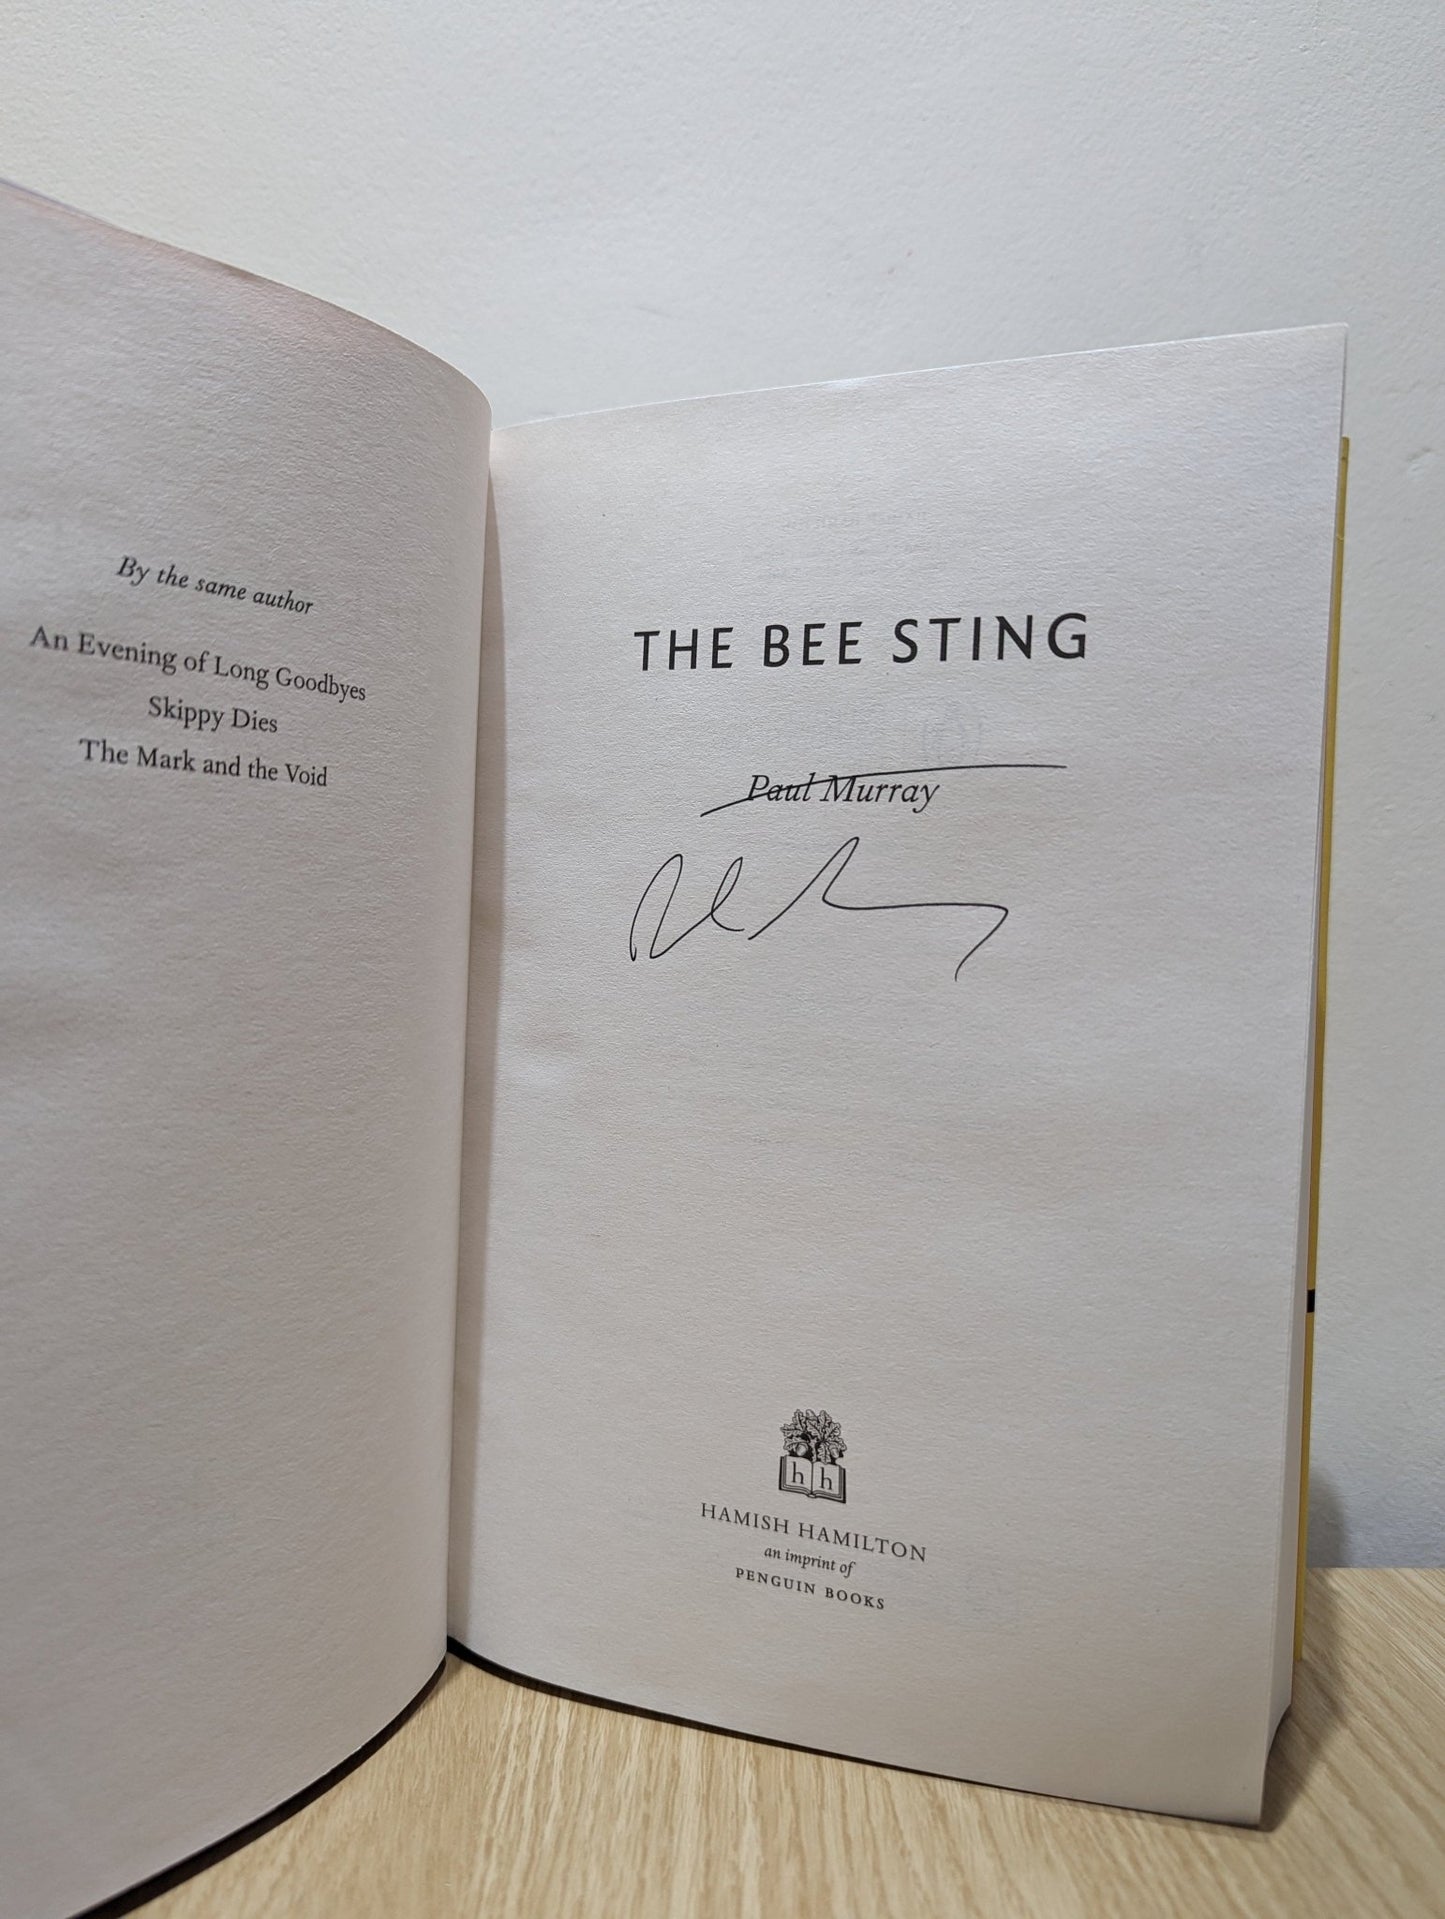 By the same author
An Evening of Long Goodbyes
Skippy Dies
The Mark and the Void
THE BEE STING
Paul Murray
h h
HAMISH HAMILTON
an imprint of
PENGUIN BOOKS